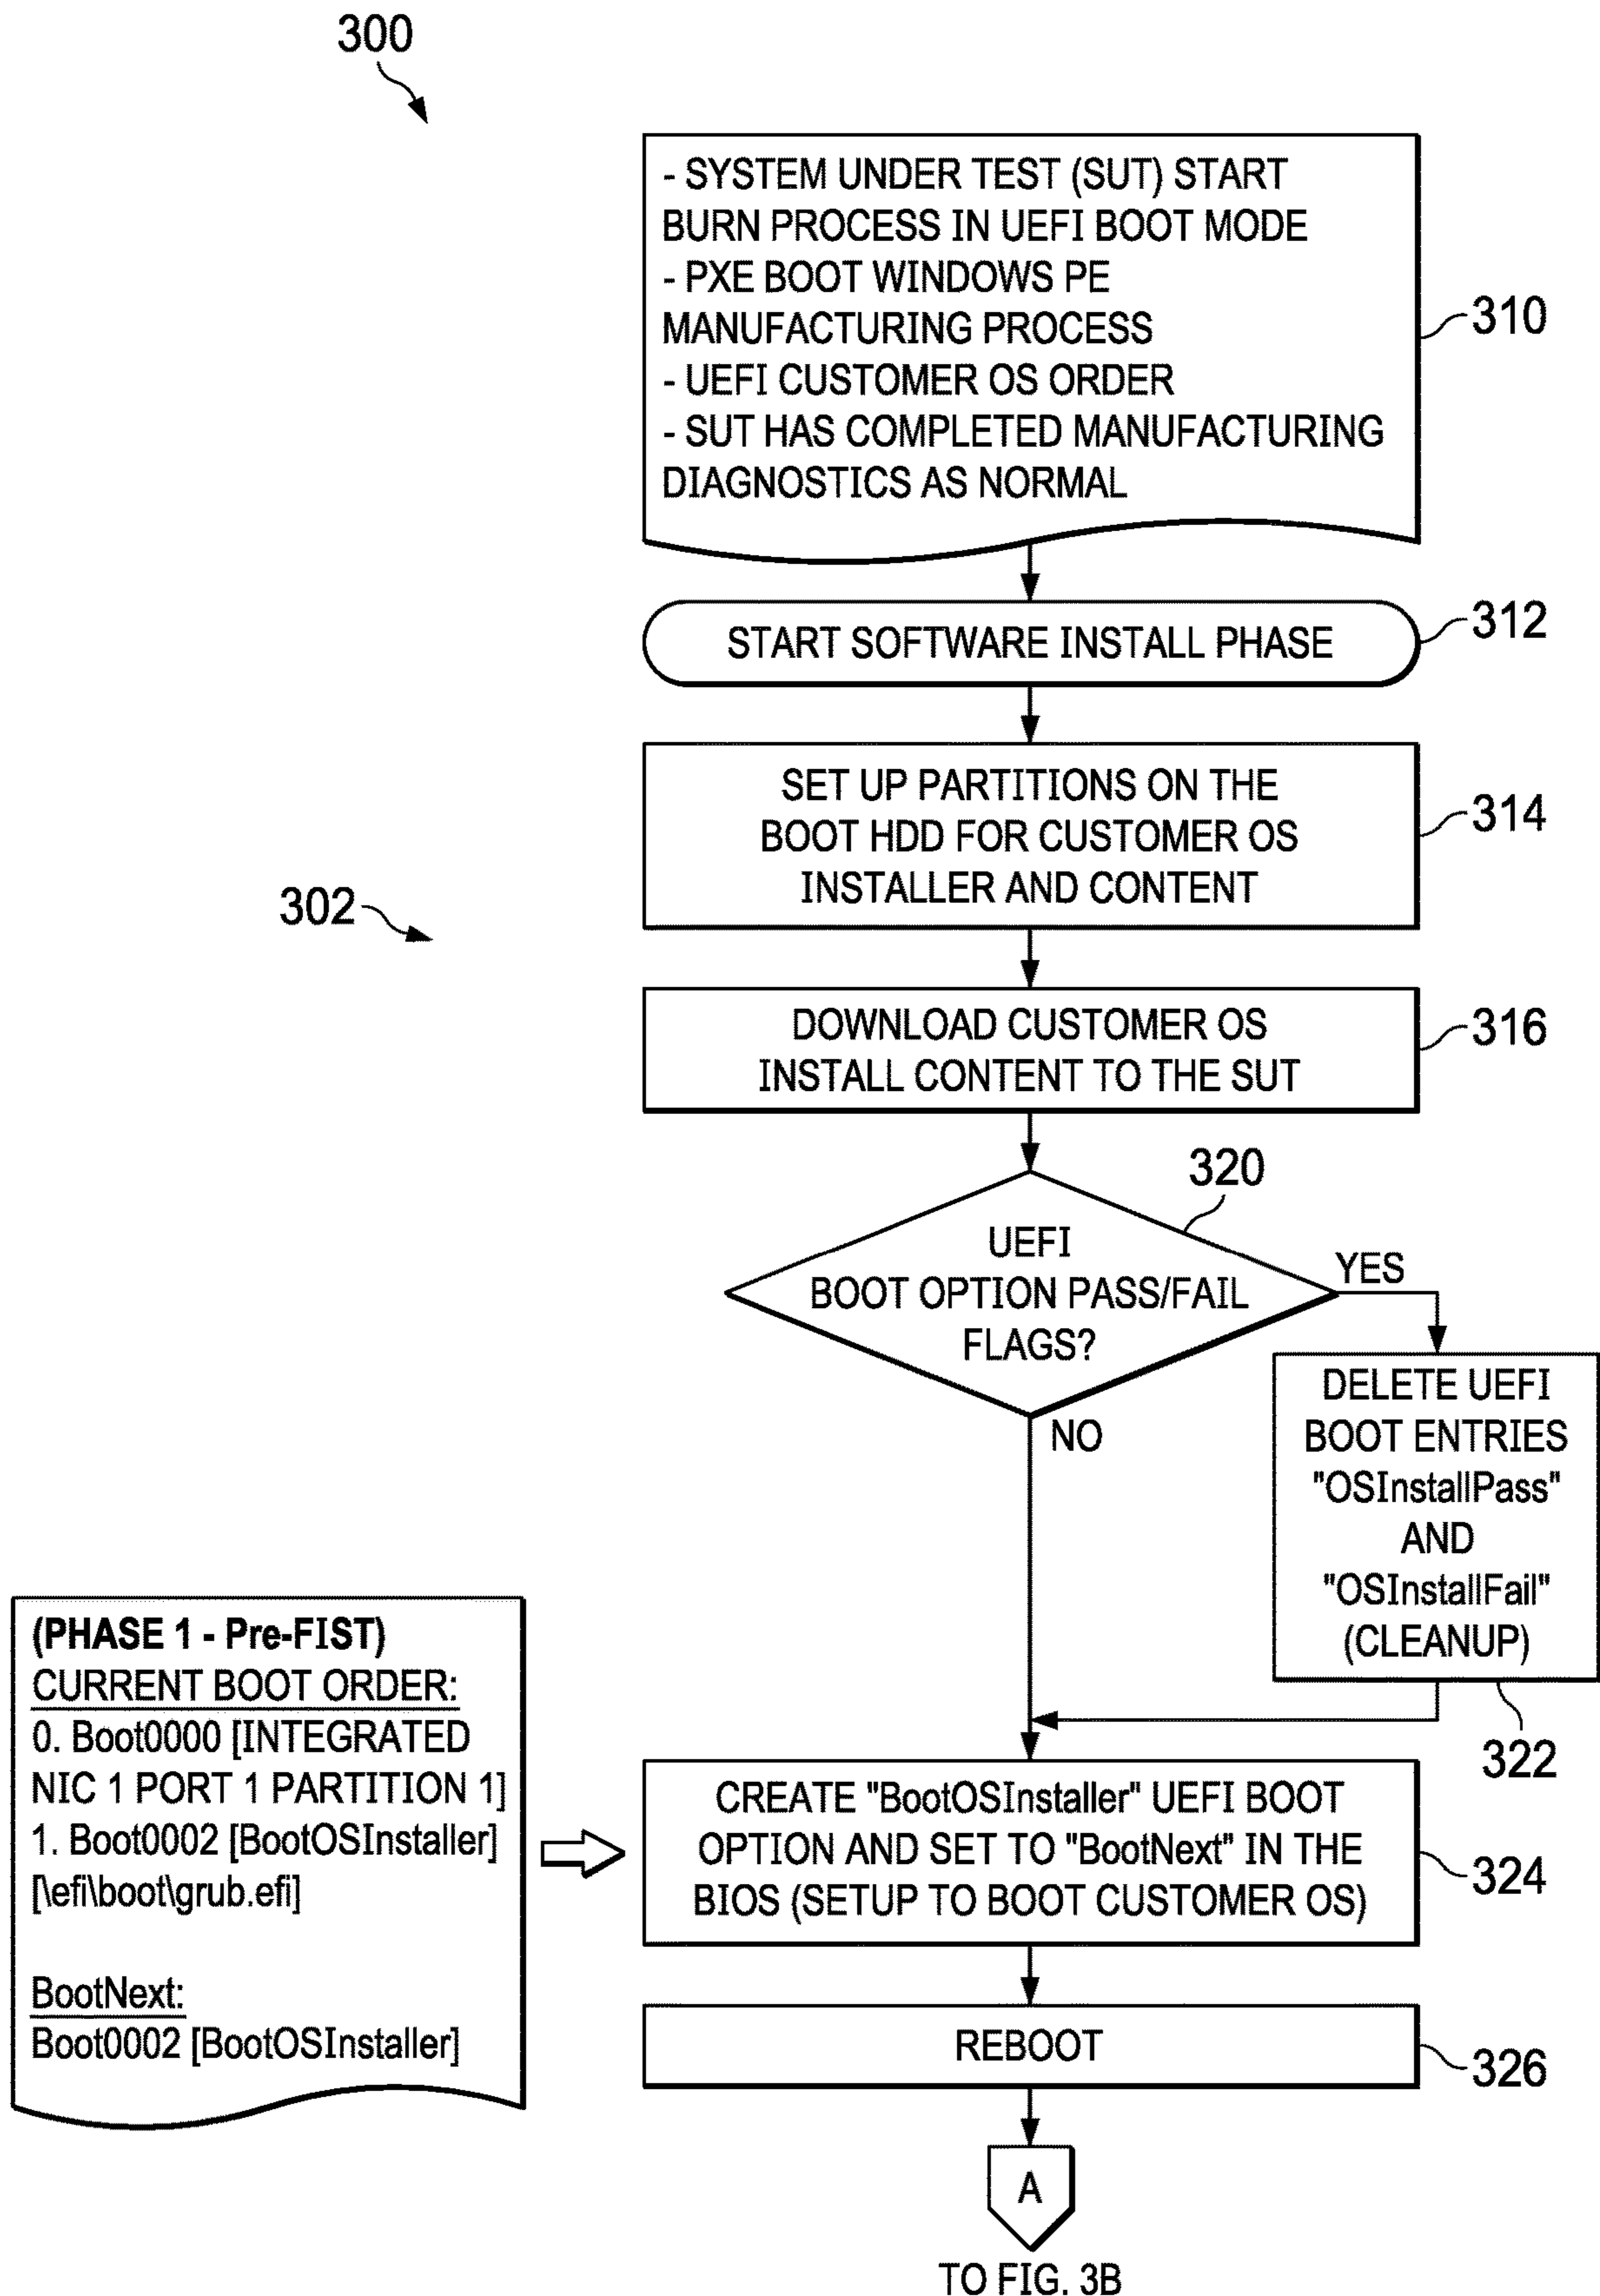 300
- SYSTEM UNDER TEST (SUT) START
BURN PROCESS IN UEFI BOOT MODE
- PXE BOOT WINDOWS PE
MANUFACTURING PROCESS
- UEFI CUSTOMER OS ORDER
- SUT HAS COMPLETED MANUFACTURING
DIAGNOSTICS AS NORMAL
310
START SOFTWARE INSTALL PHASE
312
SET UP PARTITIONS ON THE
BOOT HDD FOR CUSTOMER OS
INSTALLER AND CONTENT
314
302
DOWNLOAD CUSTOMER OS
INSTALL CONTENT TO THE SUT
316
320
UEFI
BOOT OPTION PASS/FAIL
FLAGS?
YES
NO
DELETE UEFI
BOOT ENTRIES
"OSInstallPass"
AND
"OSInstallFail"
(CLEANUP)
322
(PHASE 1 - Pre-FIST)
CURRENT BOOT ORDER:
0. Boot0000 [INTEGRATED
NIC 1 PORT 1 PARTITION 1]
1. Boot0002 [BootOSInstaller]
[\efi\boot\grub.efi]
BootNext:
Boot0002 [BootOSInstaller]
CREATE "BootOSInstaller" UEFI BOOT
OPTION AND SET TO "BootNext" IN THE
BIOS (SETUP TO BOOT CUSTOMER OS)
324
REBOOT
326
A
TO FIG. 3B